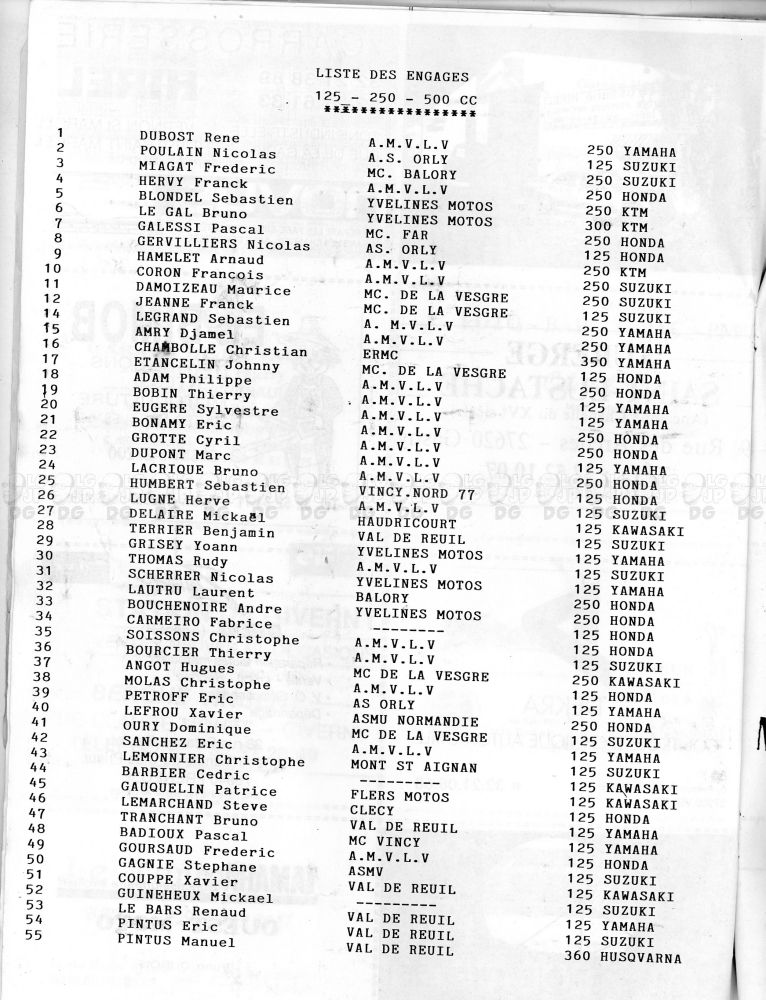 LISTE DES ENGAGES
125 - 250 - 500 CC
*****************
1 DUBOST Rene A.M.V.L.V 250 YAMAHA
2 POULAIN Nicolas A.S. ORLY 125 SUZUKI
3 MIAGAT Frederic MC. BALORY 250 SUZUKI
4 HERVY Franck A.M.V.L.V 250 HONDA
5 BLONDEL Sebastien YVELINES MOTOS 250 KTM
6 LE GAL Bruno YVELINES MOTOS 300 KTM
7 GALESSI Pascal MC. FAR 250 HONDA
8 GERVILLIERS Nicolas AS. ORLY 125 HONDA
9 HAMELET Arnaud A.M.V.L.V 250 KTM
10 CORON Francois A.M.V.L.V 250 SUZUKI
11 DAMOIZEAU Maurice MC. DE LA VESGRE 250 SUZUKI
12 JEANNE Franck MC. DE LA VESGRE 125 SUZUKI
14 LEGRAND Sebastien A. M.V.L.V 250 YAMAHA
15 AMRY Djamel A.M.V.L.V 250 YAMAHA
16 CHAMBOLLE Christian ERMC 350 YAMAHA
17 ETANCELIN Johnny MC. DE LA VESGRE 125 HONDA
18 ADAM Philippe A.M.V.L.V 250 HONDA
19 BOBIN Thierry A.M.V.L.V 125 YAMAHA
20 EUGERE Sylvestre A.M.V.L.V 125 YAMAHA
21 BONAMY Eric A.M.V.L.V 250 HONDA
22 GROTTE Cyril A.M.V.L.V 250 HONDA
23 DUPONT Marc A.M.V.L.V 125 YAMAHA
24 LACRIQUE Bruno A.M.V.L.V 250 HONDA
25 HUMBERT Sebastien VINCY.NORD 77 125 HONDA
26 LUGNE Herve A.M.V.L.V 125 SUZUKI
27 DELAIRE Mickaël HAUDRICOURT 125 KAWASAKI
28 TERRIER Benjamin VAL DE REUIL 125 SUZUKI
29 GRISEY Yoann YVELINES MOTOS 125 YAMAHA
30 THOMAS Rudy A.M.V.L.V 125 SUZUKI
31 SCHERRER Nicolas YVELINES MOTOS 125 YAMAHA
32 LAUTRU Laurent BALORY 250 HONDA
33 BOUCHENOIRE Andre YVELINES MOTOS 250 HONDA
34 CARMEIRO Fabrice -------- 125 HONDA
35 SOISSONS Christophe A.M.V.L.V 125 HONDA
36 BOURCIER Thierry A.M.V.L.V 125 SUZUKI
37 ANGOT Hugues MC DE LA VESGRE 250 KAWASAKI
38 MOLAS Christophe A.M.V.L.V 125 HONDA
39 PETROFF Eric AS ORLY 125 YAMAHA
40 LEFROU Xavier ASMU NORMANDIE 250 HONDA
41 OURY Dominique MC DE LA VESGRE 125 SUZUKI
42 SANCHEZ Eric A.M.V.L.V 125 YAMAHA
43 LEMONNIER Christophe MONT ST AIGNAN 125 SUZUKI
44 BARBIER Cedric --------- 125 KAWASAKI
45 GAUQUELIN Patrice FLERS MOTOS 125 KAWASAKI
46 LEMARCHAND Steve CLECY 125 HONDA
47 TRANCHANT Bruno VAL DE REUIL 125 YAMAHA
48 BADIOUX Pascal MC VINCY 125 YAMAHA
49 GOURSAUD Frederic A.M.V.L.V 125 HONDA
50 GAGNIE Stephane ASMV 125 SUZUKI
51 COUPPE Xavier VAL DE REUIL 125 KAWASAKI
52 GUINEHEUX Mickael --------- 125 SUZUKI
53 LE BARS Renaud VAL DE REUIL 125 YAMAHA
54 PINTUS Eric VAL DE REUIL 125 SUZUKI
55 PINTUS Manuel VAL DE REUIL 360 HUSQVARNA